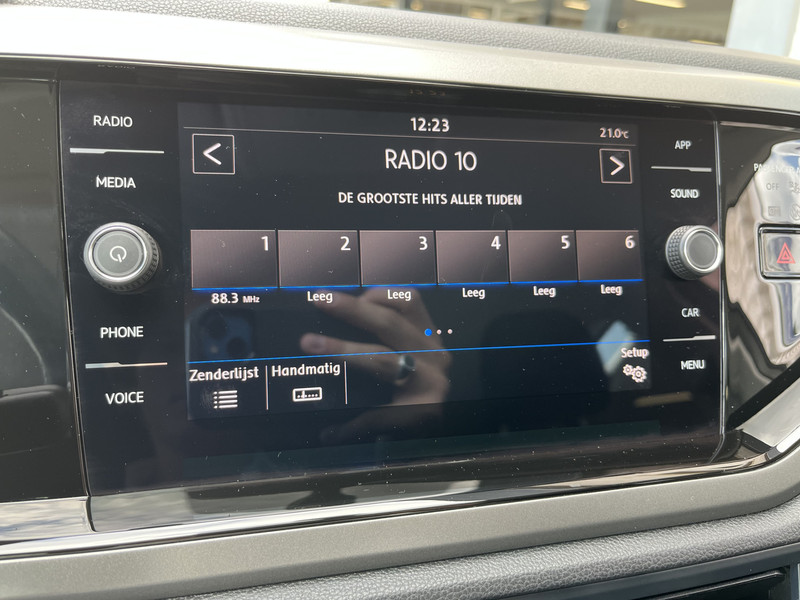 RADIO
MEDIA
PHONE
VOICE
12:23
21.0°C
<
RADIO 10
>
DE GROOTSTE HITS ALLER TIJDEN
1 2 3 4 5 6
88.3 MHz Leeg Leeg Leeg Leeg Leeg
Zenderlijst Handmatig Setup
APP
SOUND
CAR
MENU
OFF